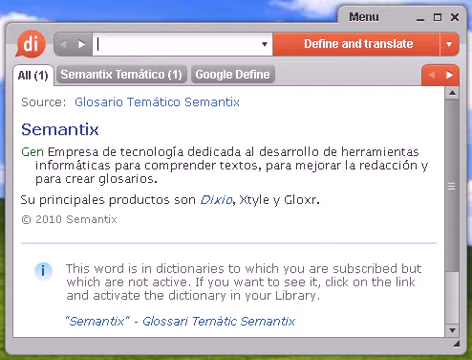 Menu
di
Define and translate
All (1)
Semantix Temático (1)
Google Define
Source: Glosario Temático Semantix
Semantix
Gen Empresa de tecnología dedicada al desarrollo de herramientas
informáticas para comprender textos, para mejorar la redacción y
para crear glosarios.
Su principales producto son Dixio, Xtyle y Gloxr.
© 2010 Semantix
This word is in dictionaries to which you are subscribed but
which are not active. If you want to see it, click on the link
and activate the dictionary in your Library.
"Semantix" - Glossari Temàtic Semantix